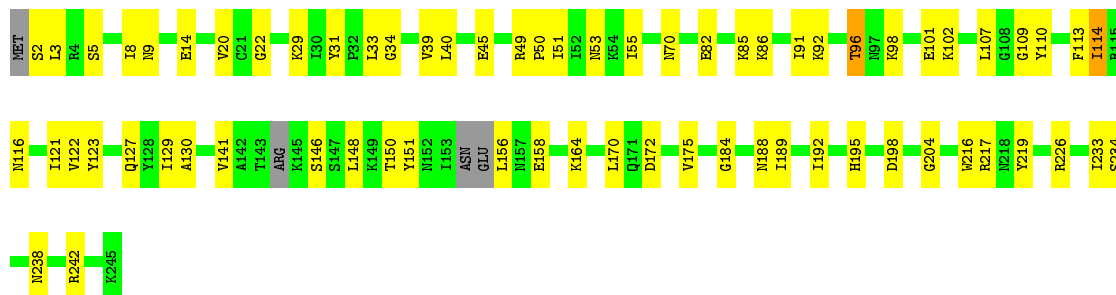 MET S2 L3 R4 S5 I8 N9 E14 V20 C21 G22 K29 I30 Y31 P32 L33 G34 V39 L40 E45 R49 P50 I51 I52 N53 K54 I55 N70 E82 K85 K86 I91 K92 T96 N97 K98 E101 K102 L107 G108 G109 Y110 F113 I114 R115
N116 I121 V122 Y123 Q127 Y128 I129 A130 V141 A142 T143 ARG K145 S146 S147 L148 K149 T150 Y151 N152 I153 ASN GLU L156 N157 E158 K164 L170 Q171 D172 V175 G184 N188 I189 I192 H195 D198 G204 W216 R217 N218 Y219 R226 I233 S234
N238 R242 K245